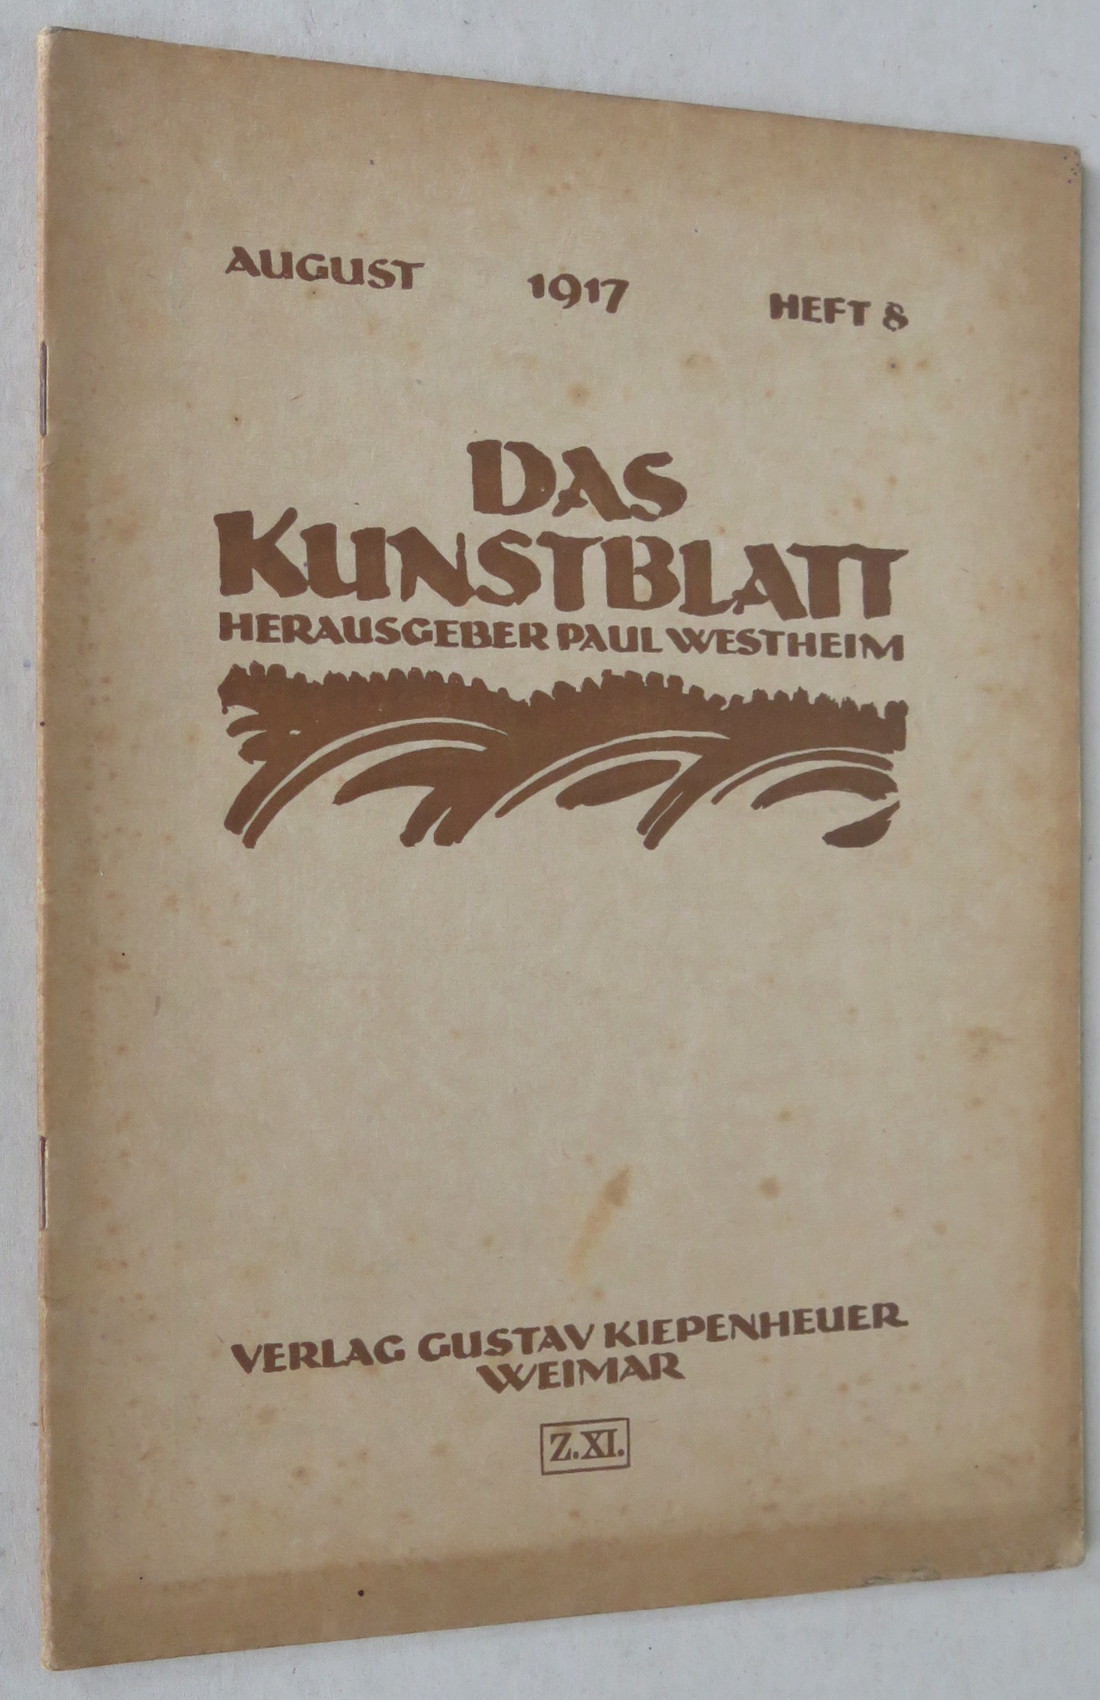 AUGUST 1917 HEFT 8
DAS
KUNSTBLATT
HERAUSGEBER PAUL WESTHEIM
VERLAG GUSTAV KIEPENHEUER
WEIMAR
Z.XI.